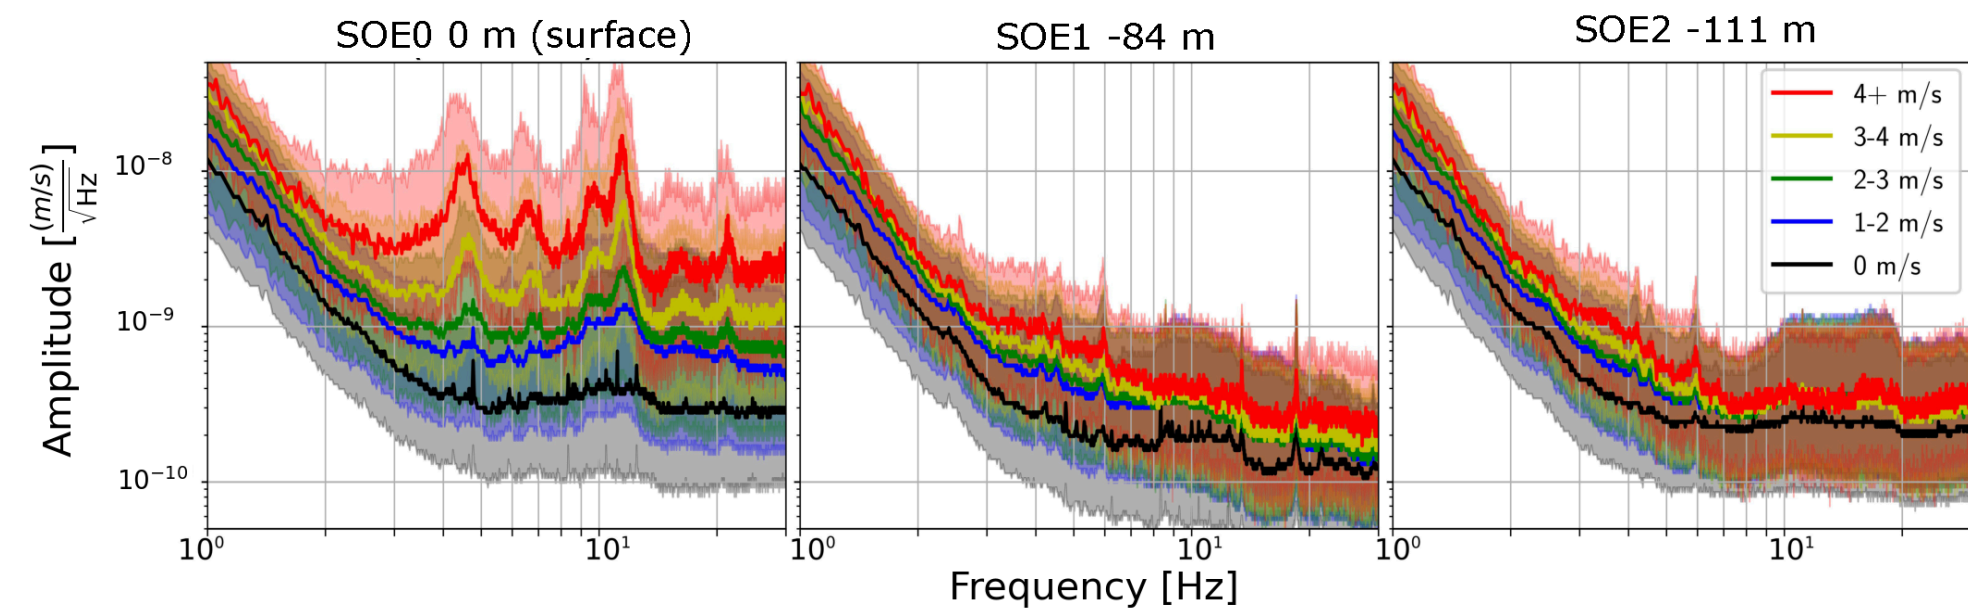 SOE0 0 m (surface)
SOE1 -84 m
SOE2 -111 m
Amplitude [(m/s)/√Hz]
10⁻⁸
10⁻⁹
10⁻¹⁰
4+ m/s
3-4 m/s
2-3 m/s
1-2 m/s
0 m/s
10⁰
10¹
10⁰
10¹
10⁰
10¹
Frequency [Hz]